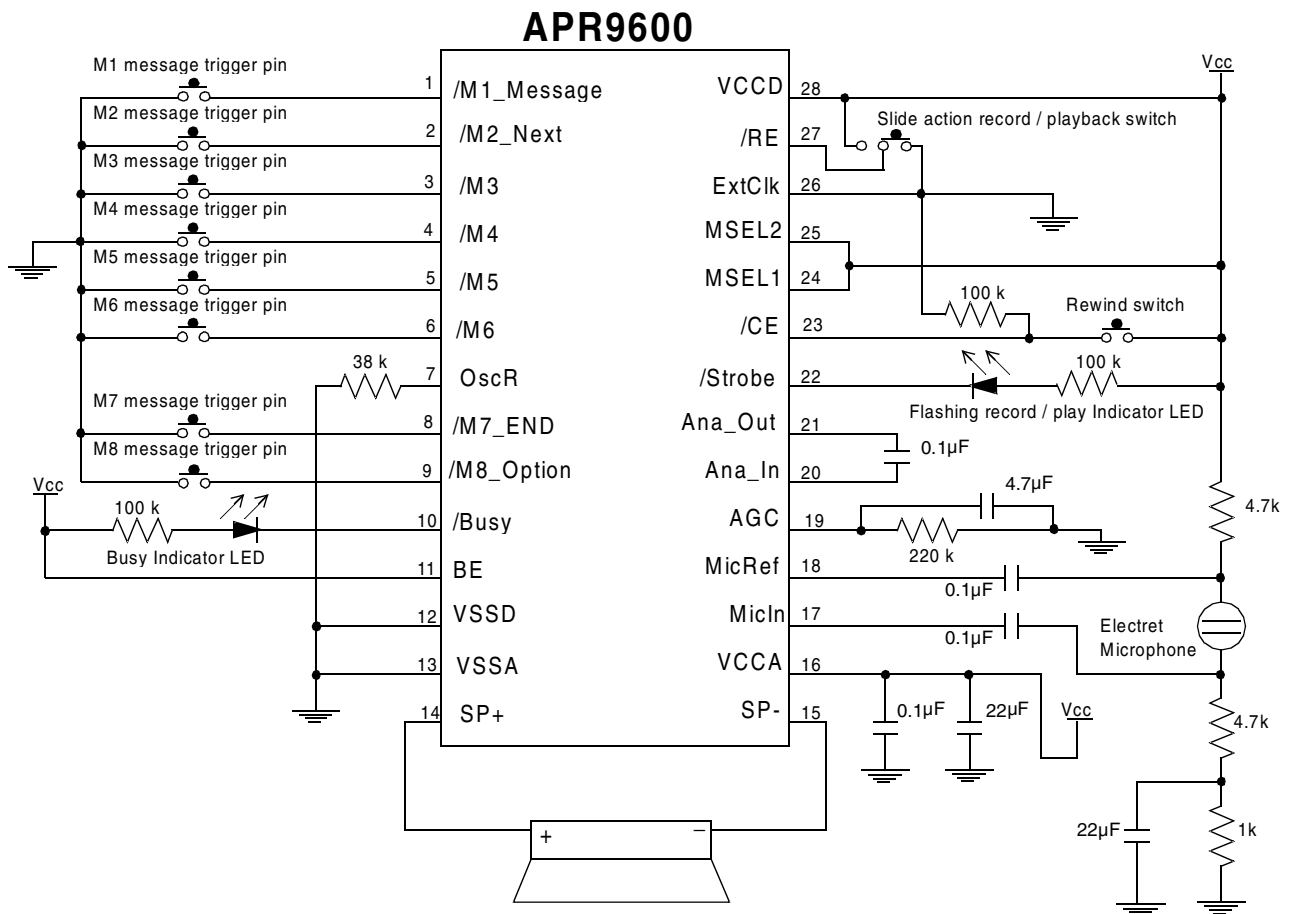 APR9600
M1 message trigger pin
1
/M1_Message
M2 message trigger pin
2
/M2_Next
M3 message trigger pin
3
/M3
M4 message trigger pin
4
/M4
M5 message trigger pin
5
/M5
M6 message trigger pin
6
/M6
38 k
7
OscR
M7 message trigger pin
8
/M7_END
M8 message trigger pin
9
/M8_Option
Vcc
100 k
10
/Busy
Busy Indicator LED
11
BE
12
VSSD
13
VSSA
14
SP+
Vcc
VCCD
28
Slide action record / playback switch
/RE
27
ExtClk
26
MSEL2
25
MSEL1
24
100 k
Rewind switch
/CE
23
100 k
/Strobe
22
Flashing record / play Indicator LED
Ana_Out
21
0.1µF
Ana_In
20
4.7µF
4.7k
AGC
19
220 k
MicRef
18
0.1µF
MicIn
17
0.1µF
Electret
Microphone
VCCA
16
0.1µF
22µF
Vcc
4.7k
SP-
15
22µF
1k
+
−